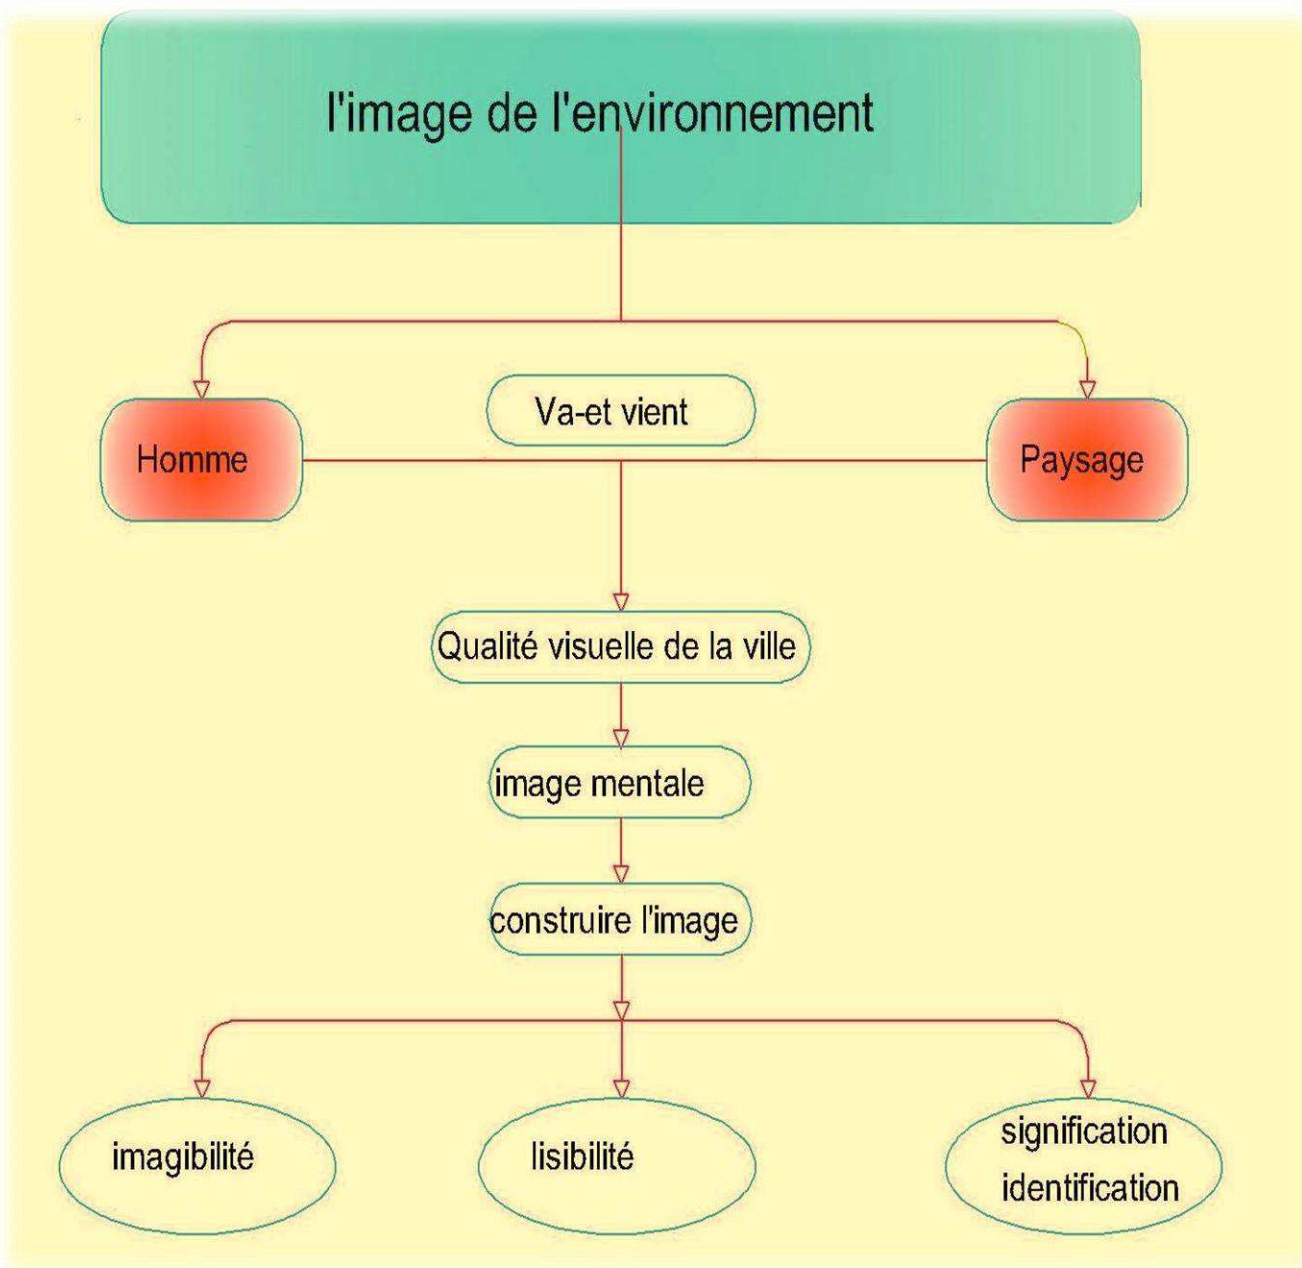 l'image de l'environnement
Va-et vient
Homme
Paysage
Qualité visuelle de la ville
image mentale
construire l'image
imagibilité
lisibilité
signification
identification